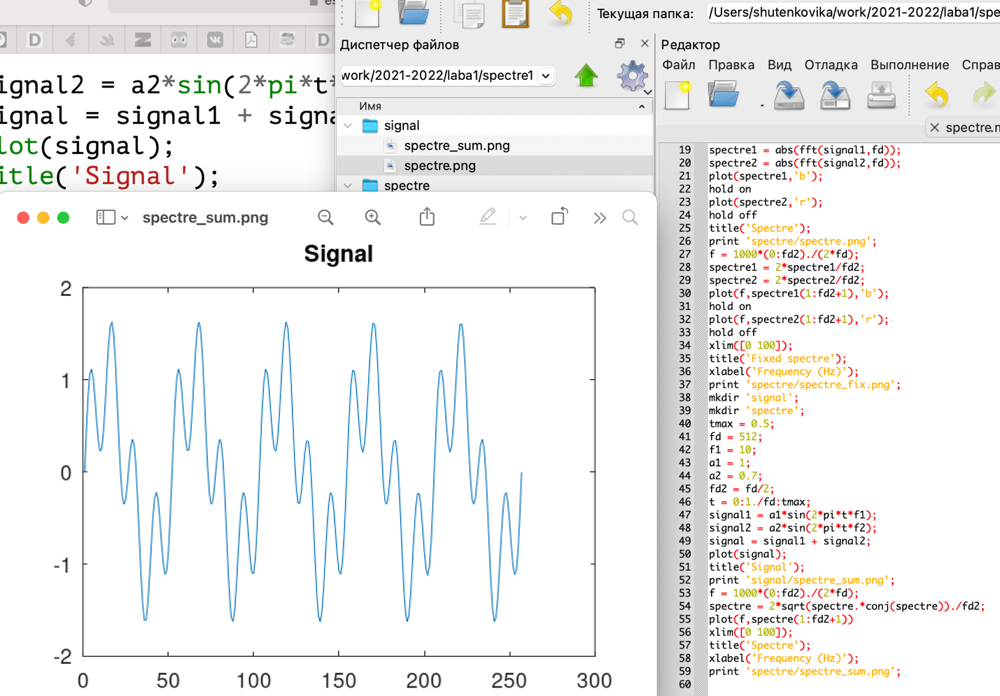 Текущая папка:
/Users/shutenkovika/work/2021-2022/laba1/spe
D
D
Диспетчер файлов
Редактор
work/2021-2022/laba1/spectre1
Файл Правка Вид Отладка Выполнение
Имя
signal
spectre_sum.png
spectre.png
spectre
signal2 = a2*sin(2*pi*t*
signal = signal1 +
plot(signal);
title('Signal');
spectre_sum.png
Signal
2
1
0
-1
-2
0 50 100 150 200 250 300
spectre.m
19 spectre1 = abs(fft(signal1,fd));
20 spectre2 = abs(fft(signal2,fd));
21 plot(spectre1,'b');
22 hold on
23 plot(spectre2,'r');
24 hold off
25 title('Spectre');
26 print 'spectre/spectre.png';
27 f = 1000*(0:fd2)./(2*fd);
28 spectre1 = 2*spectre1/fd2;
29 spectre2 = 2*spectre2/fd2;
30 plot(f,spectre1(1:fd2+1),'b');
31 hold on
32 plot(f,spectre2(1:fd2+1),'r');
33 hold off
34 xlim([0 100]);
35 title('Fixed spectre');
36 xlabel('Frequency (Hz)');
37 print 'spectre/spectre_fix.png';
38 mkdir 'signal';
39 mkdir 'spectre';
40 tmax = 0.5;
41 fd = 512;
42 f1 = 10;
43 a1 = 1;
44 a2 = 0.7;
45 fd2 = fd/2;
46 t = 0:1./fd:tmax;
47 signal1 = a1*sin(2*pi*t*f1);
48 signal2 = a2*sin(2*pi*t*f2);
49 signal = signal1 + signal2;
50 plot(signal);
51 title('Signal');
52 print 'signal/spectre_sum.png';
53 f = 1000*(0:fd2)./(2*fd);
54 spectre = 2*sqrt(spectre.*conj(spectre))./fd2;
55 plot(f,spectre(1:fd2+1))
56 xlim([0 100]);
57 title('Spectre');
58 xlabel('Frequency (Hz)');
59 print 'spectre/spectre_sum.png';
60